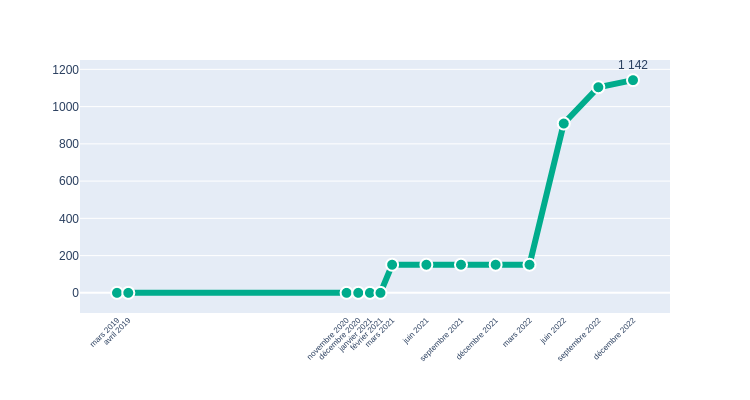 1 142
1200
1000
800
600
400
200
0
mars 2019
avril 2019
novembre 2020
décembre 2020
janvier 2021
février 2021
mars 2021
juin 2021
septembre 2021
décembre 2021
mars 2022
juin 2022
septembre 2022
décembre 2022